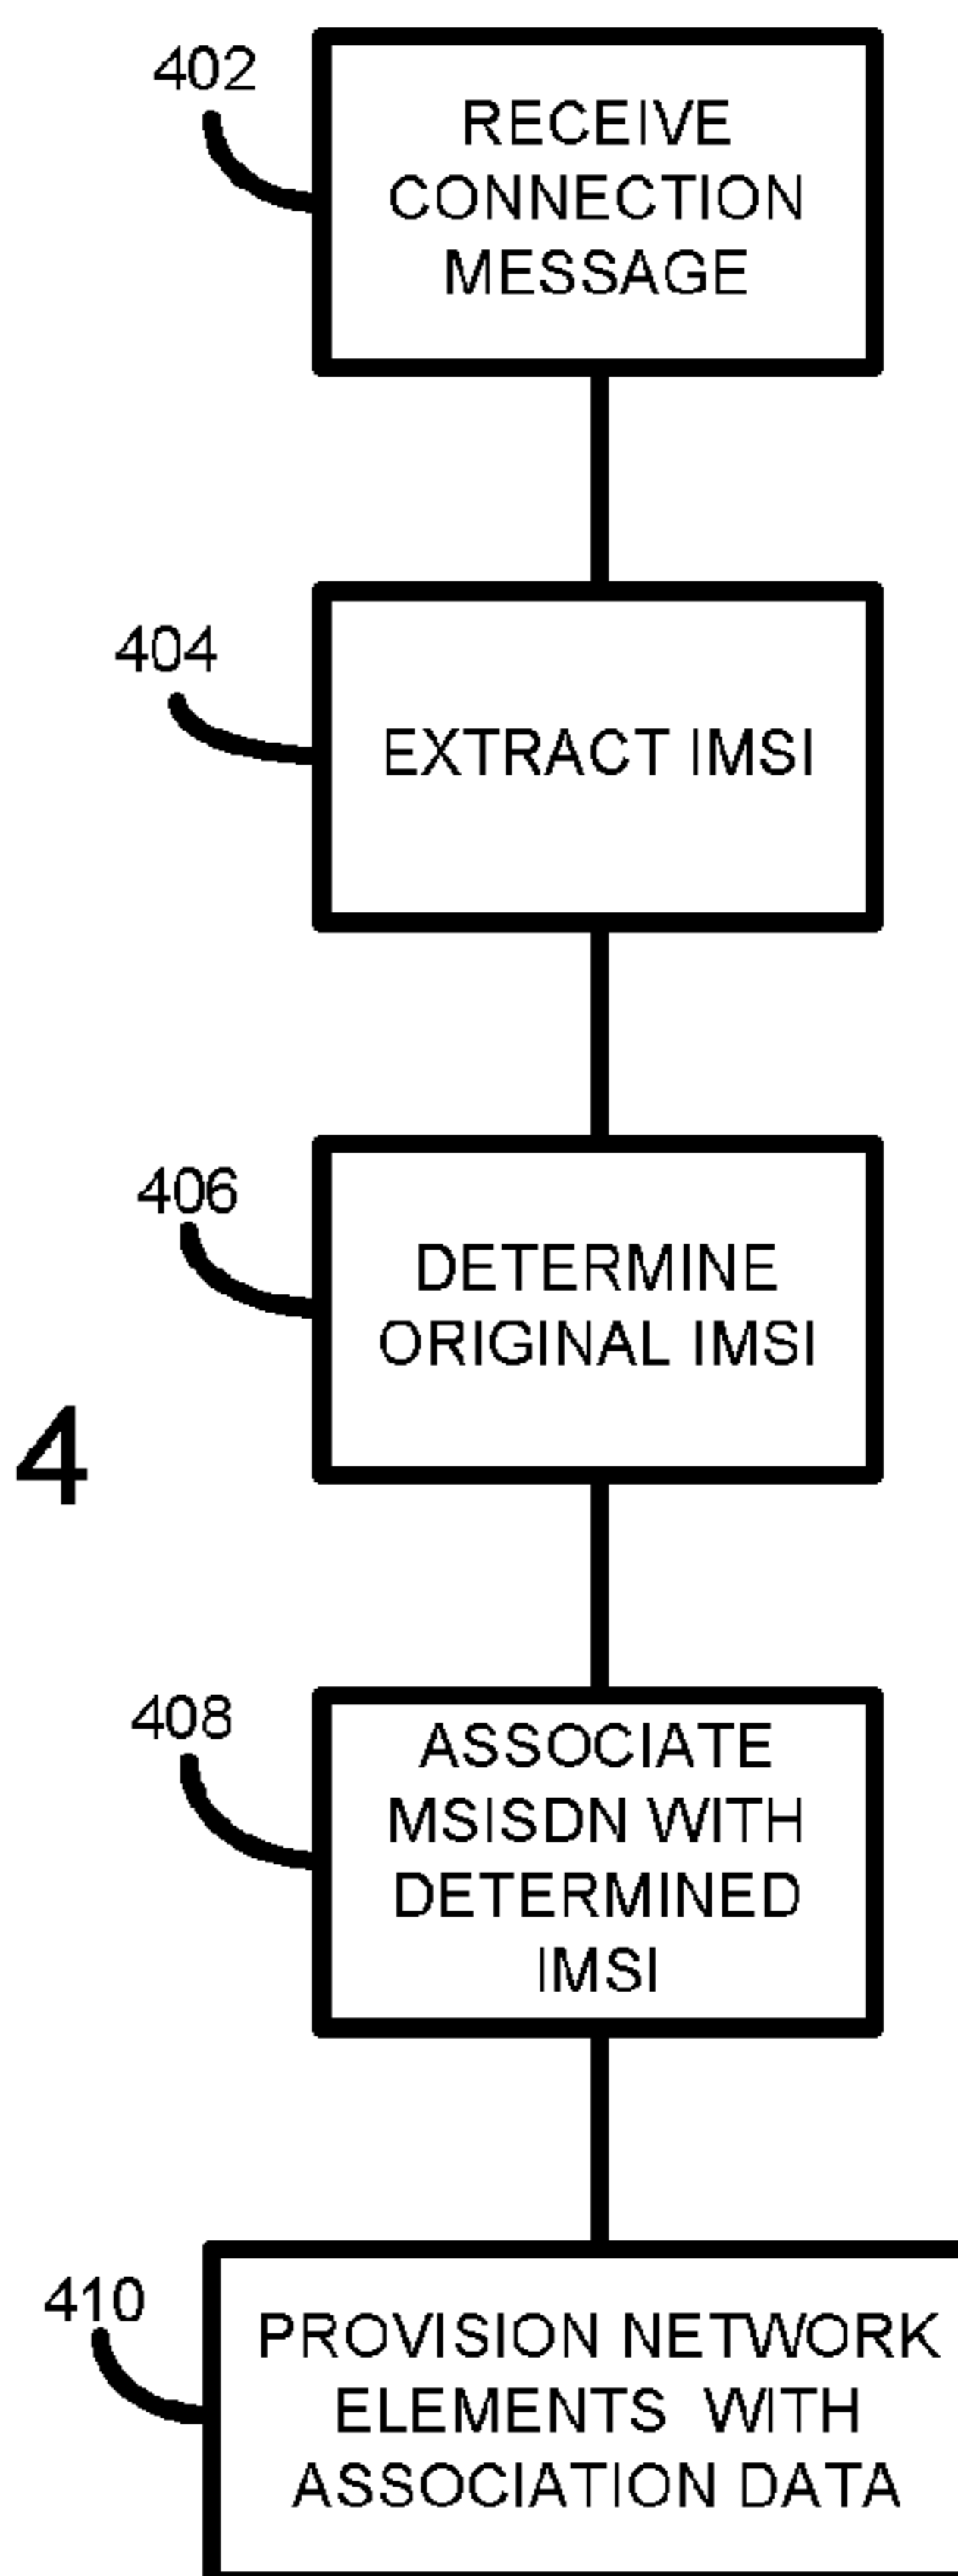 402
RECEIVE
CONNECTION
MESSAGE
404
EXTRACT IMSI
406
DETERMINE
ORIGINAL IMSI
4
408
ASSOCIATE
MSISDN WITH
DETERMINED
IMSI
410
PROVISION NETWORK
ELEMENTS WITH
ASSOCIATION DATA